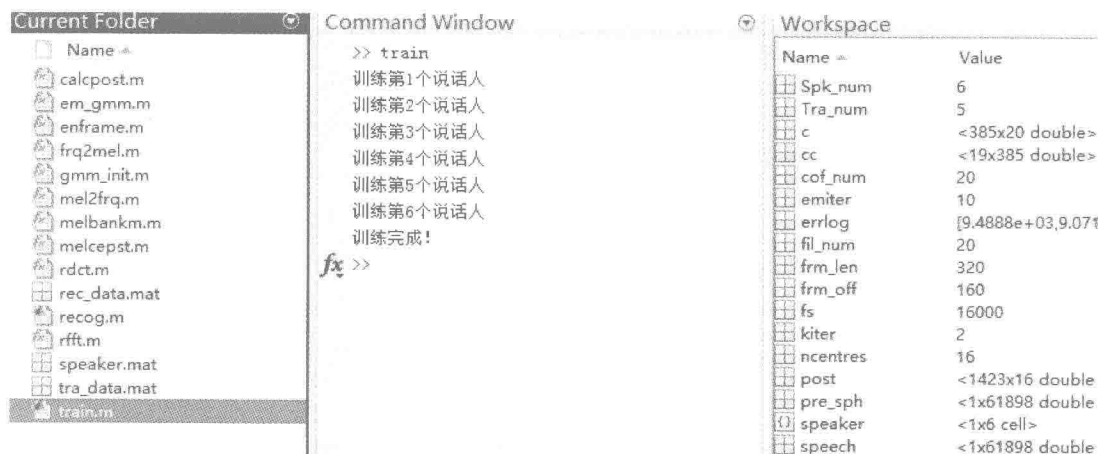 Current Folder
Name
calcpost.m
em_gmm.m
enframe.m
frq2mel.m
gmm_init.m
mel2frq.m
melbankm.m
melcepst.m
rdct.m
rec_data.mat
recog.m
rfft.m
speaker.mat
tra_data.mat
train.m
Command Window
>> train
训练第1个说话人
训练第2个说话人
训练第3个说话人
训练第4个说话人
训练第5个说话人
训练第6个说话人
训练完成!
fx >>
Workspace
Name Value
Spk_num 6
Tra_num 5
c <385x20 double>
cc <19x385 double>
cof_num 20
emiter 10
errlog [9.4888e+03,9.071
fil_num 20
frm_len 320
frm_off 160
fs 16000
kiter 2
ncentres 16
post <1423x16 double
pre_sph <1x61898 double
speaker <1x6 cell>
speech <1x61898 double